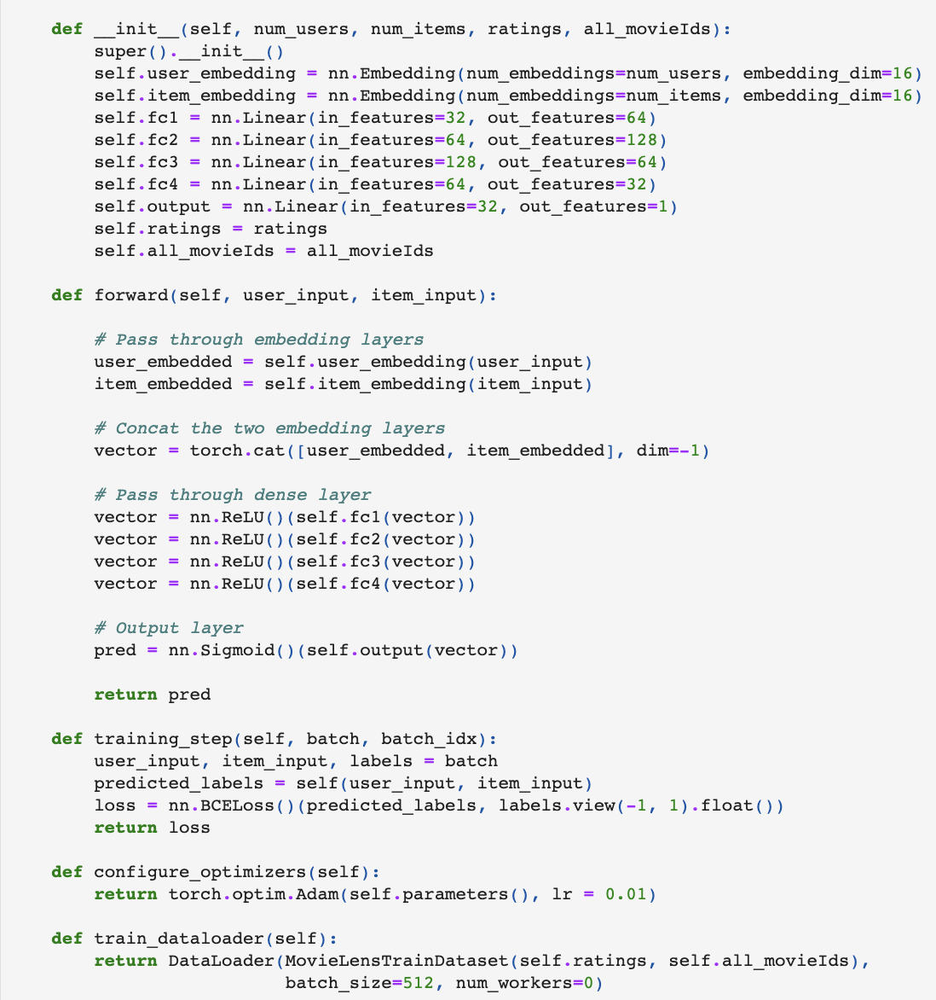 def __init__(self, num_users, num_items, ratings, all_movieIds):
super().__init__()
self.user_embedding = nn.Embedding(num_embeddings=num_users, embedding_dim=16)
self.item_embedding = nn.Embedding(num_embeddings=num_items, embedding_dim=16)
self.fc1 = nn.Linear(in_features=32, out_features=64)
self.fc2 = nn.Linear(in_features=64, out_features=128)
self.fc3 = nn.Linear(in_features=128, out_features=64)
self.fc4 = nn.Linear(in_features=64, out_features=32)
self.output = nn.Linear(in_features=32, out_features=1)
self.ratings = ratings
self.all_movieIds = all_movieIds
def forward(self, user_input, item_input):
# Pass through embedding layers
user_embedded = self.user_embedding(user_input)
item_embedded = self.item_embedding(item_input)
# Concat the two embedding layers
vector = torch.cat([user_embedded, item_embedded], dim=-1)
# Pass through dense layer
vector = nn.ReLU()(self.fc1(vector))
vector = nn.ReLU()(self.fc2(vector))
vector = nn.ReLU()(self.fc3(vector))
vector = nn.ReLU()(self.fc4(vector))
# Output layer
pred = nn.Sigmoid()(self.output(vector))
return pred
def training_step(self, batch, batch_idx):
user_input, item_input, labels = batch
predicted_labels = self(user_input, item_input)
loss = nn.BCELoss()(predicted_labels, labels.view(-1, 1).float())
return loss
def configure_optimizers(self):
return torch.optim.Adam(self.parameters(), lr = 0.01)
def train_dataloader(self):
return DataLoader(MovieLensTrainDataset(self.ratings, self.all_movieIds),
batch_size=512, num_workers=0)